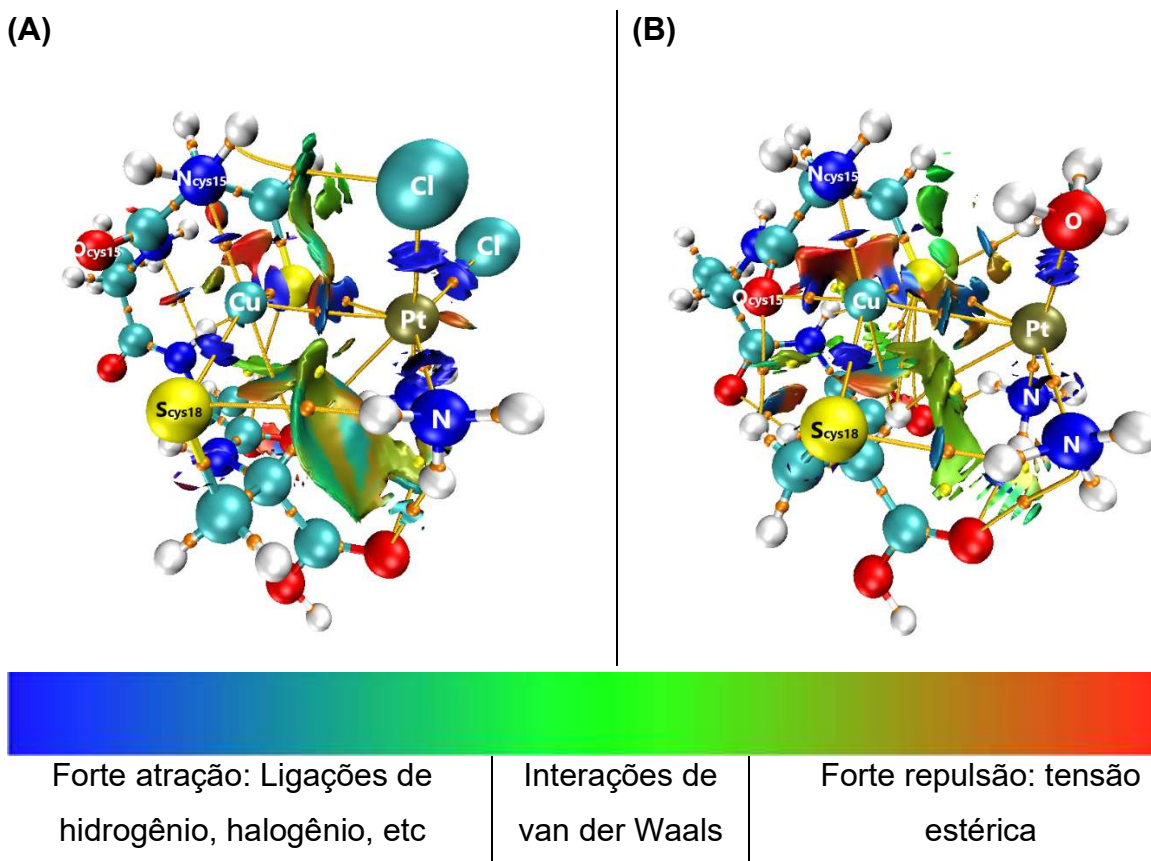 (A)
(B)
Ncys15
Cl
Cl
Ocys15
Cu
Pt
Scys18
N
Ncys15
O
Ocys15
Cu
Pt
Scys18
N
N
Forte atração: Ligações de
hidrogênio, halogênio, etc
Interações de
van der Waals
Forte repulsão: tensão
estérica